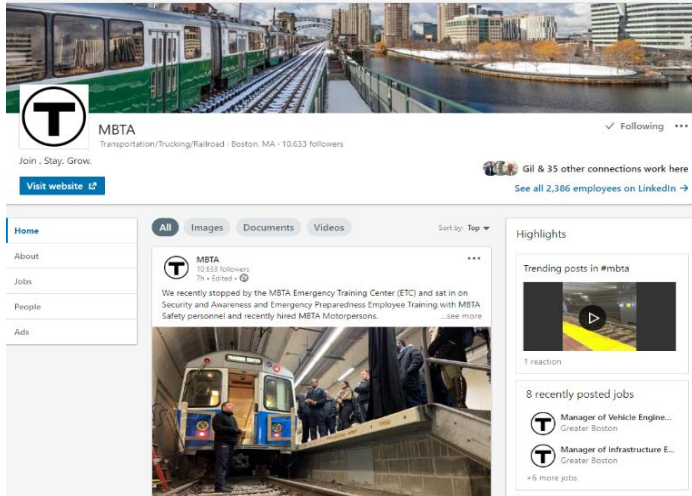 T
MBTA
Transportation/Trucking/Railroad · Boston, MA · 10,633 followers
Join . Stay. Grow.
Visit website
✓ Following •••
Gil & 35 other connections work here
See all 2,386 employees on LinkedIn →
Home
About
Jobs
People
Ads
All Images Documents Videos
Sort by: Top
T
MBTA
10,633 followers
7h • Edited •
We recently stopped by the MBTA Emergency Training Center (ETC) and sat in on
Security and Awareness and Emergency Preparedness Employee Training with MBTA
Safety personnel and recently hired MBTA Motorpersons. ...see more
Highlights
Trending posts in #mbta
1 reaction
8 recently posted jobs
T
Manager of Vehicle Engine...
Greater Boston
T
Manager of Infrastructure E...
Greater Boston
+6 more jobs